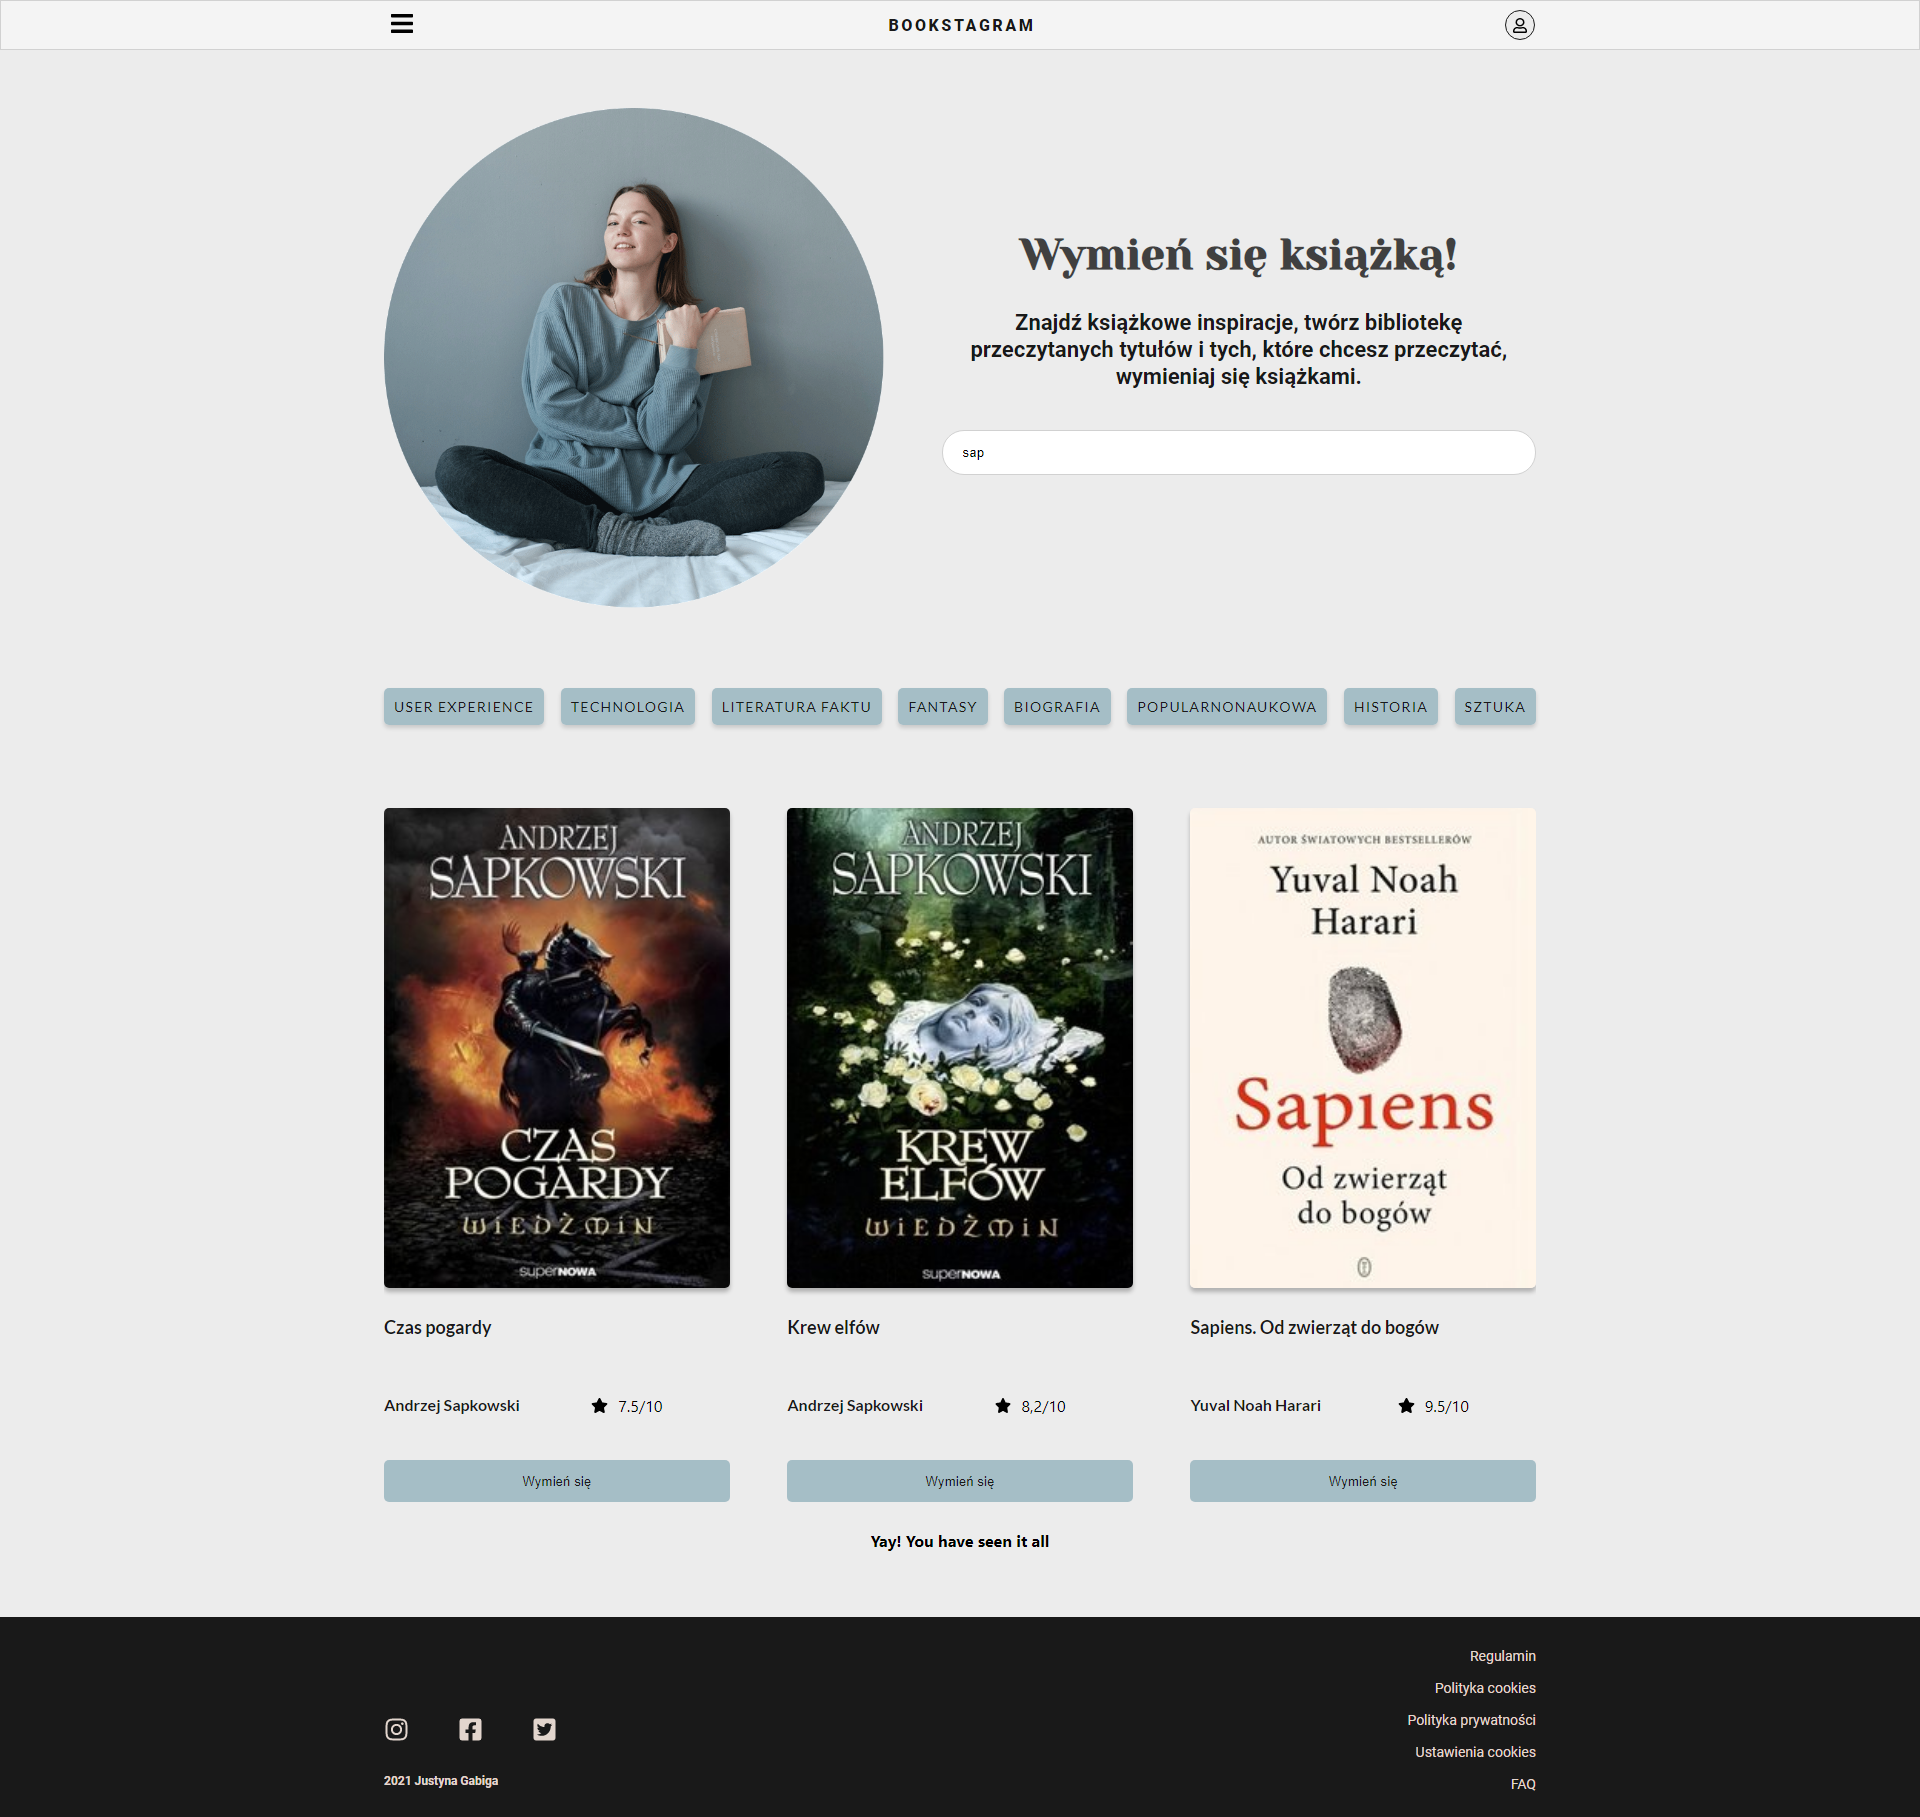 BOOKSTAGRAM
Wymień się książką!
Znajdź książkowe inspiracje, twórz bibliotekę
przeczytanych tytułów i tych, które chcesz przeczytać,
wymieniaj się książkami.
sap
USER EXPERIENCE
TECHNOLOGIA
LITERATURA FAKTU
FANTASY
BIOGRAFIA
POPULARNONAUKOWA
HISTORIA
SZTUKA
ANDRZEJ
SAPKOWSKI
CZAS
POGARDY
WIEDŹMIN
superNOWA
Czas pogardy
Andrzej Sapkowski
7.5/10
Wymień się
ANDRZEJ
SAPKOWSKI
KREW
ELFÓW
WIEDŹMIN
superNOWA
Krew elfów
Andrzej Sapkowski
8,2/10
Wymień się
AUTOR ŚWIATOWYCH BESTSELLERÓW
Yuval Noah
Harari
Sapiens
Od zwierząt
do bogów
Sapiens. Od zwierząt do bogów
Yuval Noah Harari
9.5/10
Wymień się
Yay! You have seen it all
2021 Justyna Gabiga
Regulamin
Polityka cookies
Polityka prywatności
Ustawienia cookies
FAQ